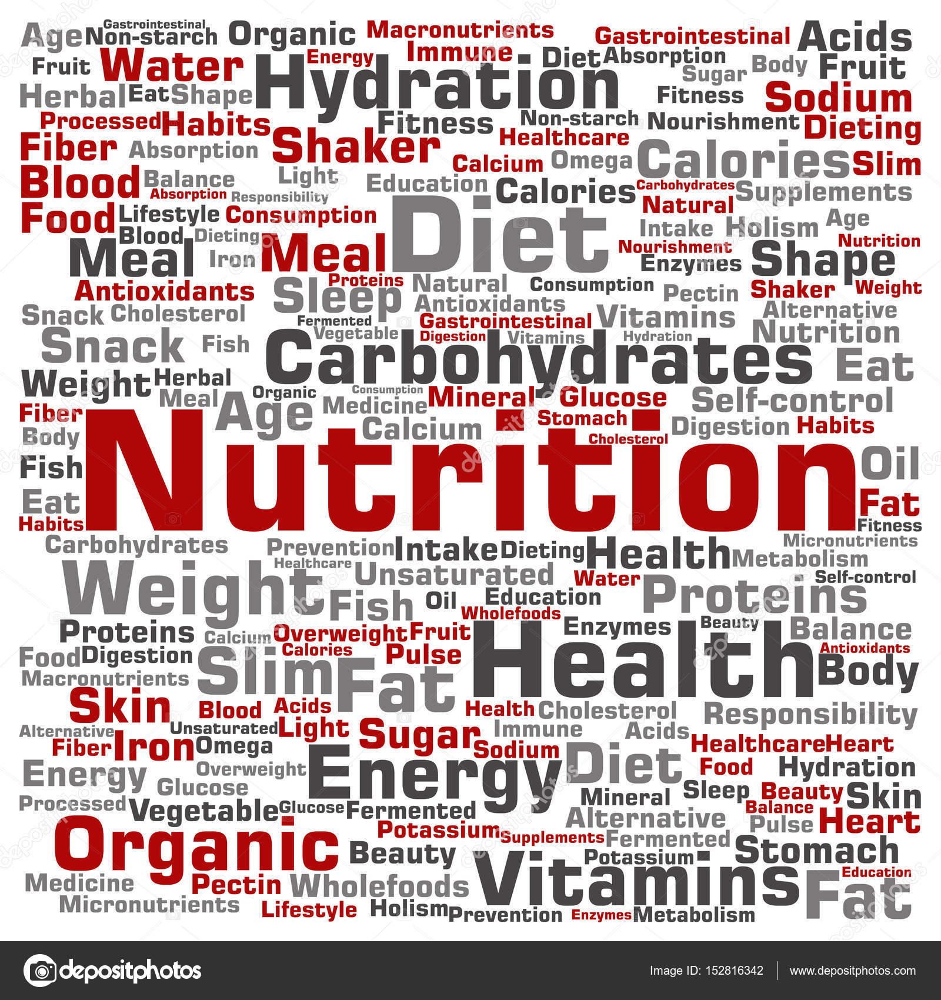 Gastrointestinal
Age Non-starch Organic Macronutrients Gastrointestinal Acids
Fruit Water Energy Immune Diet Absorption Sugar Body Fruit
Herbal Eat Shape Hydration Fitness Sodium
Processed Habits Fitness Non-starch Nourishment Dieting
Fiber Absorption Shaker Healthcare
Calcium Omega Calories Slim
Blood Balance Light Education Calories Carbohydrates Supplements
Absorption Responsibility
Food Lifestyle Consumption Diet Natural
Blood Dieting Intake Holism Age
Meal Iron Meal Nourishment Nutrition
Enzymes Shape
Antioxidants Sleep Proteins Natural Consumption Pectin Shaker Weight
Snack Cholesterol Antioxidants Vitamins Alternative
Fermented Gastrointestinal
Snack Fish Vegetable Digestion Vitamins Hydration Nutrition
Carbohydrates Eat
Weight Herbal
Meal Age Organic Consumption Medicine Mineral Glucose Self-control
Fiber Calcium Stomach Digestion Habits
Body Cholesterol
Fish Nutrition Oil
Eat Fat
Habits Fitness
Carbohydrates Prevention Intake Dieting Health Micronutrients
Healthcare Metabolism
Weight Unsaturated Water Self-control
Fish Oil Education Proteins
Wholefoods
Proteins Calcium Overweight Fruit Enzymes Beauty Balance
Food Digestion Slim Calories Pulse Health Antioxidants
Macronutrients Fat Body
Skin Blood Acids Health Cholesterol Responsibility
Alternative Unsaturated Light Sugar Immune Acids
Fiber Iron Omega Sodium Diet Healthcare Heart
Energy Overweight Energy Food Hydration
Glucose Mineral Sleep Beauty Skin
Processed Vegetable Glucose Fermented Alternative Balance
Pulse Heart
Organic Potassium Supplements Fermented
Beauty Potassium Stomach
Medicine Pectin Wholefoods Vitamins Education
Fat
Micronutrients Lifestyle Holism Prevention Enzymes Metabolism
depositphotos Image ID: 152816342 www.depositphotos.com